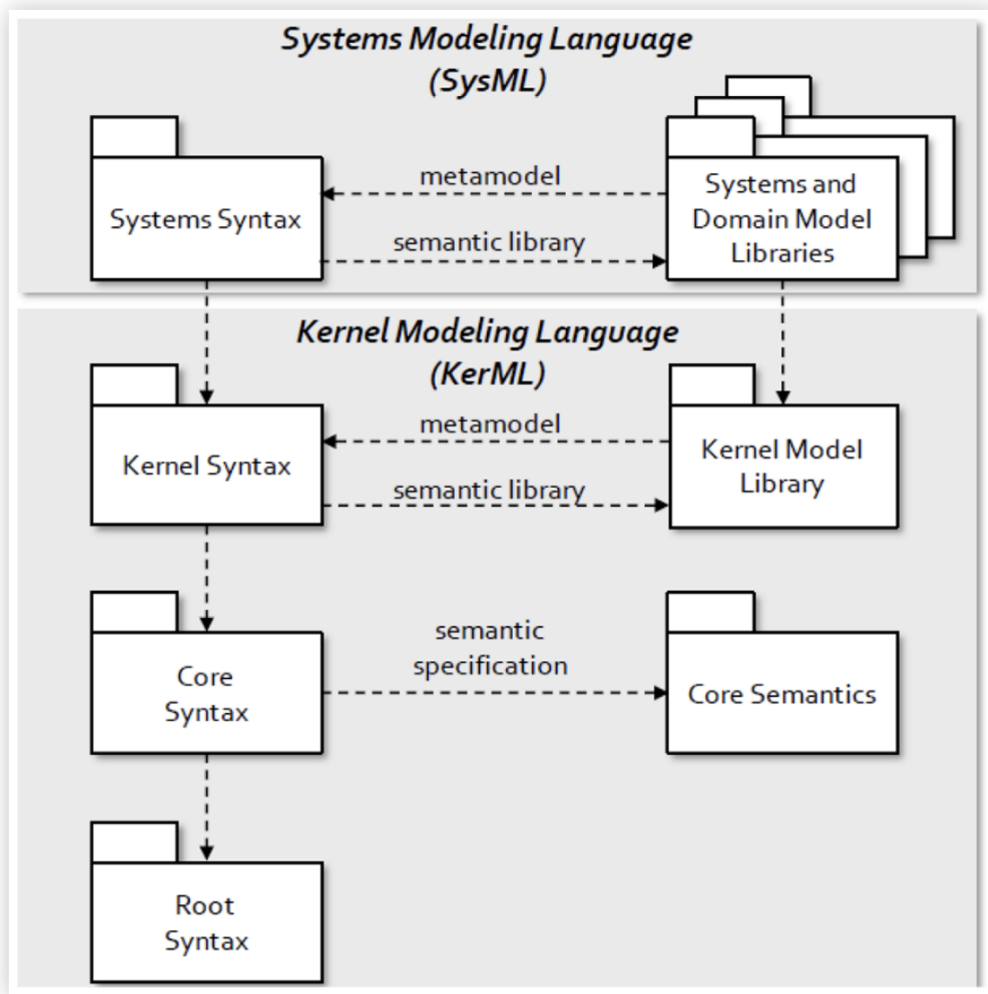 Systems Modeling Language
(SysML)
metamodel
Systems Syntax
semantic library
Systems and
Domain Model
Libraries
Kernel Modeling Language
(KerML)
metamodel
Kernel Syntax
semantic library
Kernel Model
Library
semantic
specification
Core
Syntax
Core Semantics
Root
Syntax